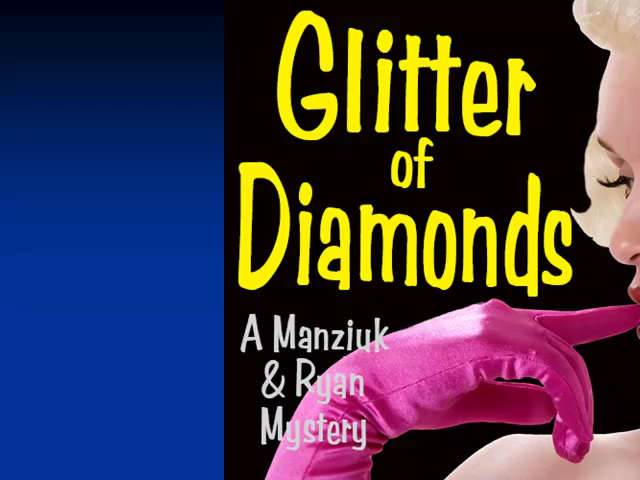 Glitter
of
Diamonds
A Manziuk
& Ryan
Mystery